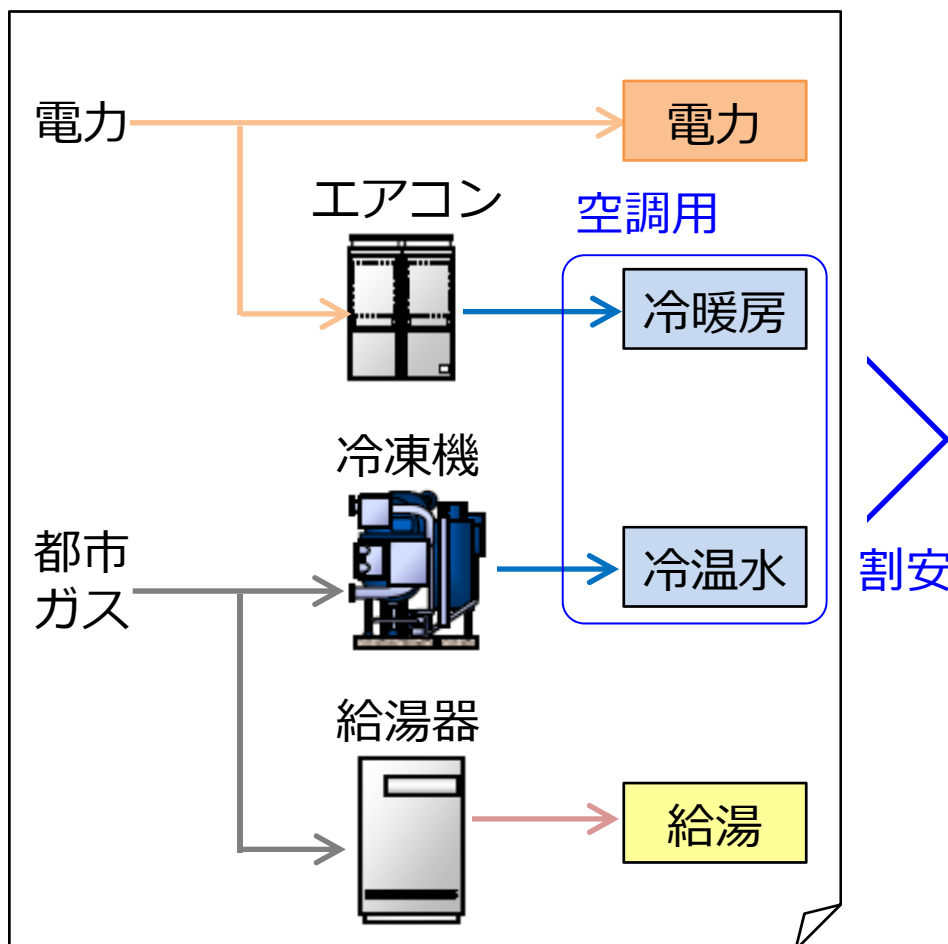 電力
電力
エアコン
空調用
冷暖房
冷凍機
都市
ガス
冷温水
割安
給湯器
給湯